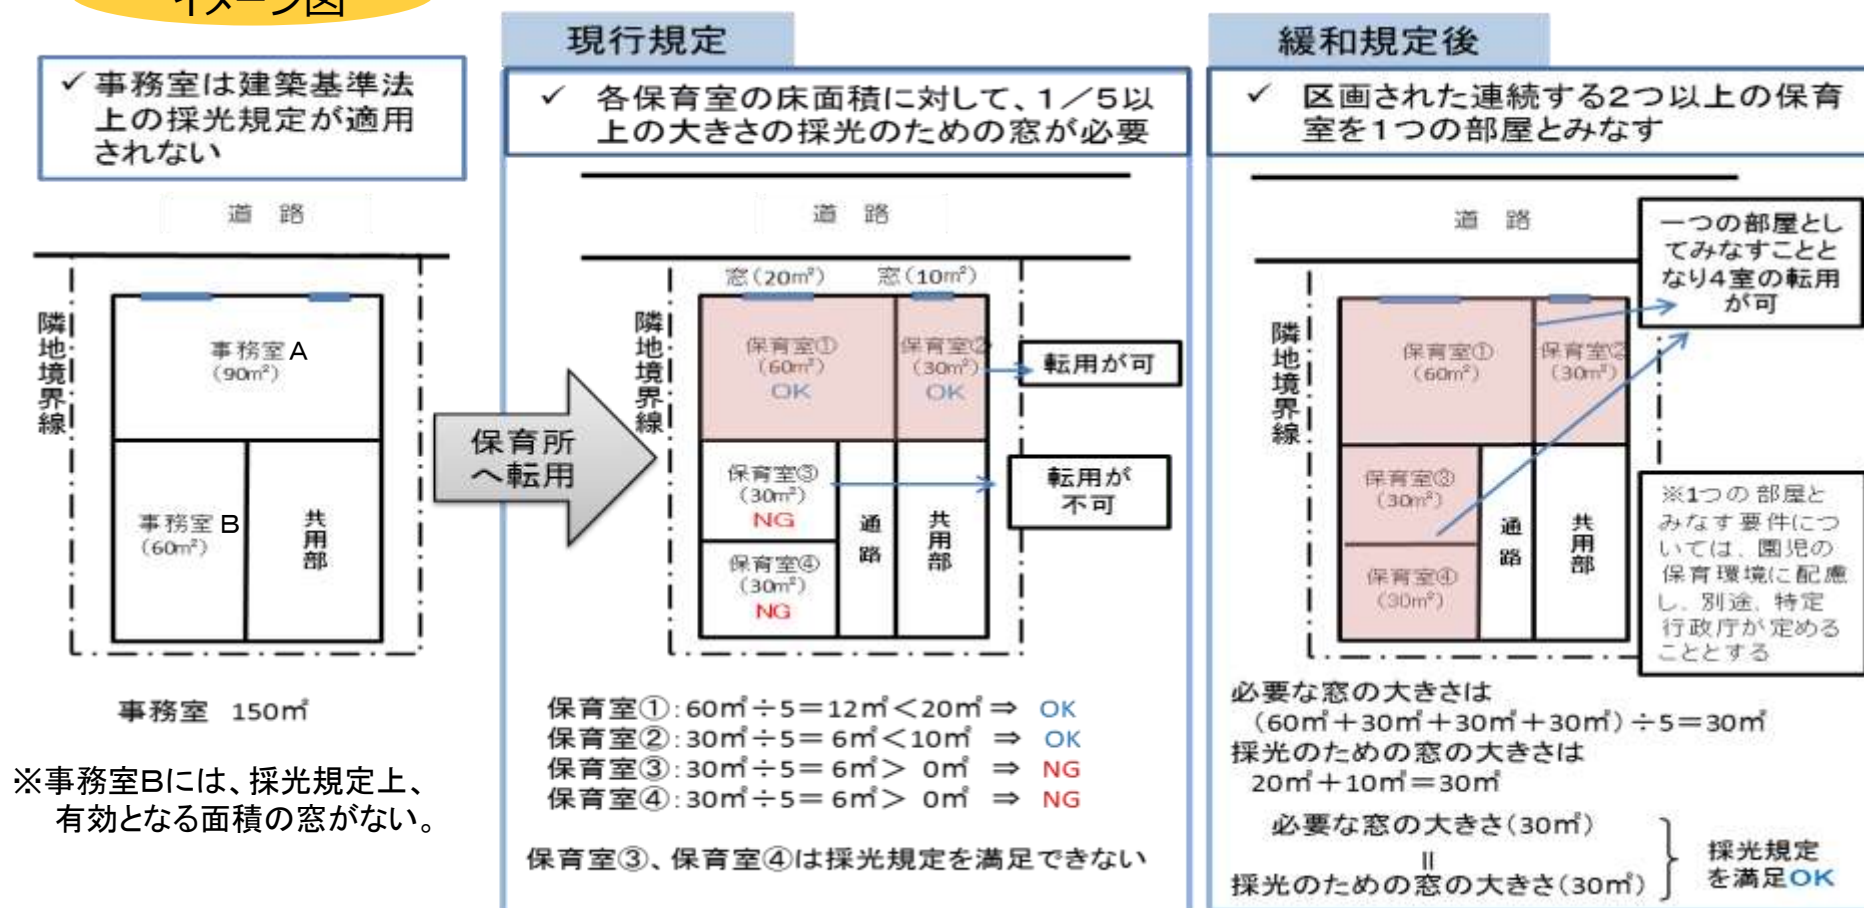 イメージ図
✓ 事務室は建築基準法
上の採光規定が適用
されない
道 路
隣地境界線
事務室A
(90㎡)
事務室B
(60㎡)
共用部
事務室 150㎡
※事務室Bには、採光規定上、
有効となる面積の窓がない。
保育所
へ転用
現行規定
✓ 各保育室の床面積に対して、1／5以
上の大きさの採光のための窓が必要
道 路
窓(20㎡) 窓(10㎡)
隣地境界線
保育室①
(60㎡)
OK
保育室②
(30㎡)
OK
転用が可
保育室③
(30㎡)
NG
転用が
不可
保育室④
(30㎡)
NG
通路
共用部
保育室①:60㎡÷5=12㎡<20㎡⇒ OK
保育室②:30㎡÷5= 6㎡<10㎡ ⇒ OK
保育室③:30㎡÷5= 6㎡> 0㎡ ⇒ NG
保育室④:30㎡÷5= 6㎡> 0㎡ ⇒ NG
保育室③、保育室④は採光規定を満足できない
緩和規定後
✓ 区画された連続する2つ以上の保育
室を1つの部屋とみなす
道 路
一つの部屋とし
てみなすことと
なり4室の転用
が可
隣地境界線
保育室①
(60㎡)
保育室②
(30㎡)
保育室③
(30㎡)
保育室④
(30㎡)
通路
共用部
※1つの部屋と
みなす要件につ
いては、園児の
保育環境に配慮
し、別途、特定
行政庁が定める
こととする
必要な窓の大きさは
(60㎡+30㎡+30㎡+30㎡)÷5=30㎡
採光のための窓の大きさは
20㎡+10㎡=30㎡
必要な窓の大きさ(30㎡)
॥
採光のための窓の大きさ(30㎡)
採光規定
を満足OK